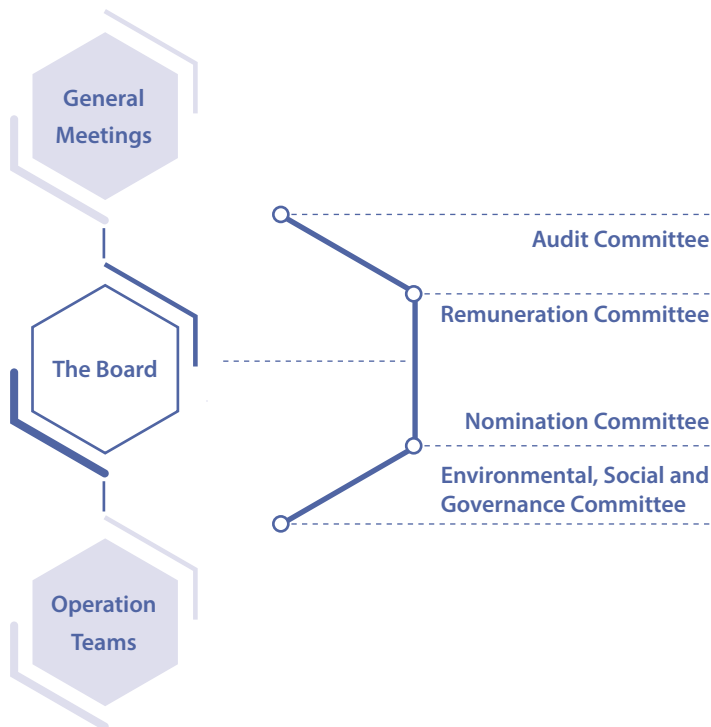 General
Meetings
Audit Committee
Remuneration Committee
The Board
Nomination Committee
Environmental, Social and
Governance Committee
Operation
Teams